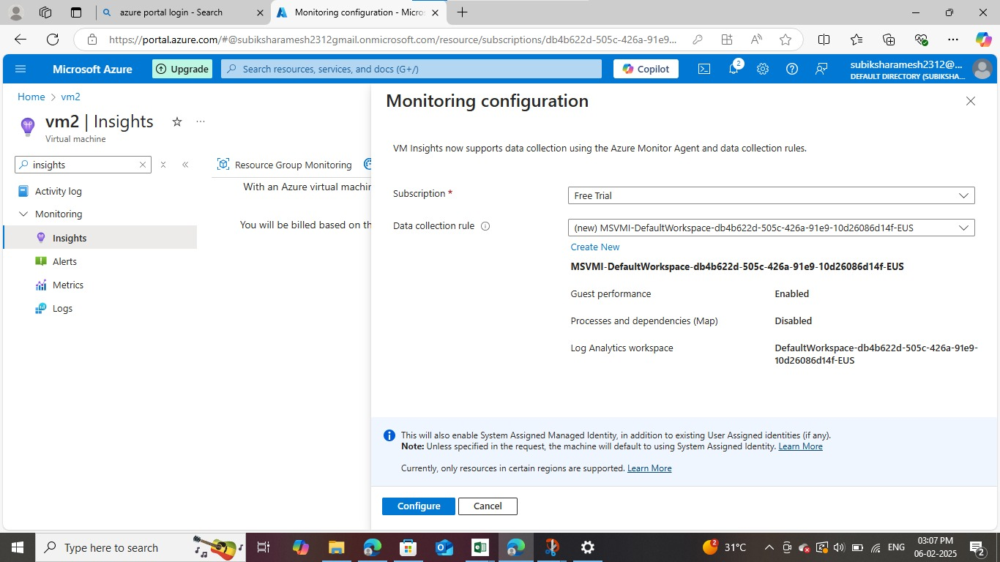 azure portal login - Search
Monitoring configuration - Micro
https://portal.azure.com/#@subiksharamesh2312gmail.onmicrosoft.com/resource/subscriptions/db4b622d-505c-426a-91e9...
Microsoft Azure
Upgrade
Search resources, services, and docs (G+/)
Copilot
2
subiksharamesh2312@...
DEFAULT DIRECTORY (SUBIKSHA...
Home > vm2
vm2 | Insights
Virtual machine
insights
Activity log
Monitoring
Insights
Alerts
Metrics
Logs
Resource Group Monitoring
With an Azure virtual machin
You will be billed based on th
Monitoring configuration
VM Insights now supports data collection using the Azure Monitor Agent and data collection rules.
Subscription *
Free Trial
Data collection rule
(new) MSVMI-DefaultWorkspace-db4b622d-505c-426a-91e9-10d26086d14f-EUS
Create New
MSVMI-DefaultWorkspace-db4b622d-505c-426a-91e9-10d26086d14f-EUS
Guest performance Enabled
Processes and dependencies (Map) Disabled
Log Analytics workspace DefaultWorkspace-db4b622d-505c-426a-91e9-
10d26086d14f-EUS
This will also enable System Assigned Managed Identity, in addition to existing User Assigned identities (if any).
Note: Unless specified in the request, the machine will default to using System Assigned Identity. Learn More
Currently, only resources in certain regions are supported. Learn More
Configure
Cancel
Type here to search
2
31°C
ENG
03:07 PM
06-02-2025
2